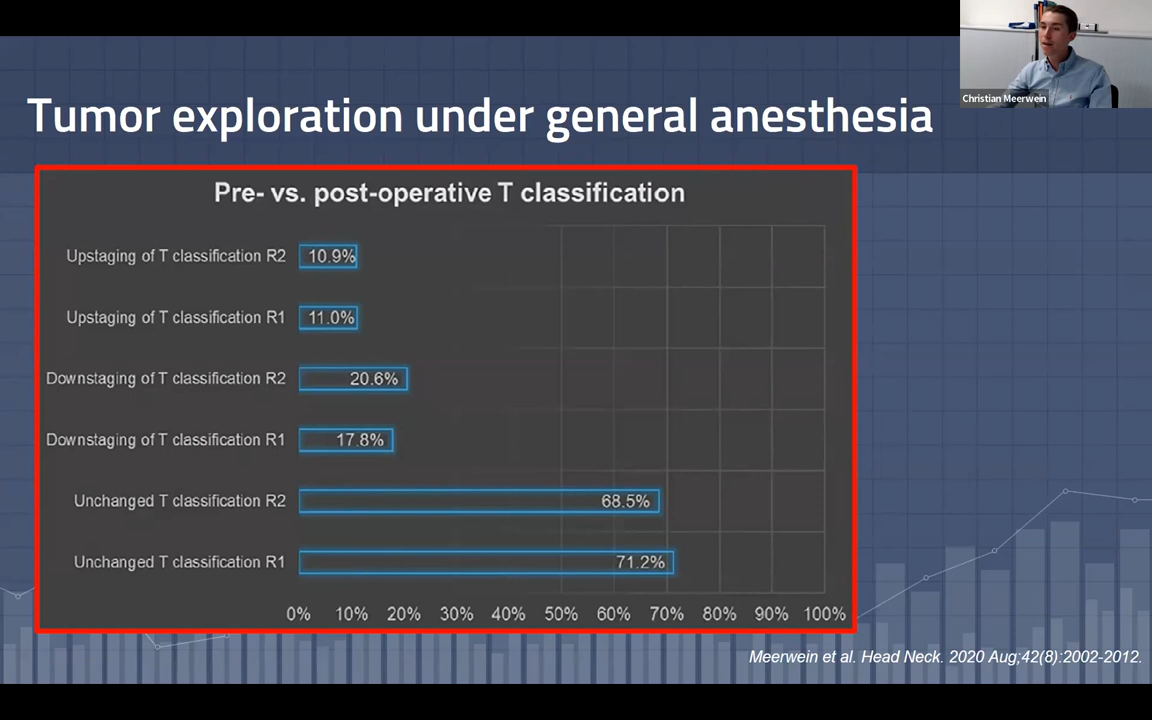 Christian Meerwein
Tumor exploration under general anesthesia
Pre- vs. post-operative T classification
Upstaging of T classification R2
10.9%
Upstaging of T classification R1
11.0%
Downstaging of T classification R2
20.6%
Downstaging of T classification R1
17.8%
Unchanged T classification R2
68.5%
Unchanged T classification R1
71.2%
0% 10% 20% 30% 40% 50% 60% 70% 80% 90% 100%
Meerwein et al. Head Neck. 2020 Aug;42(8):2002-2012.